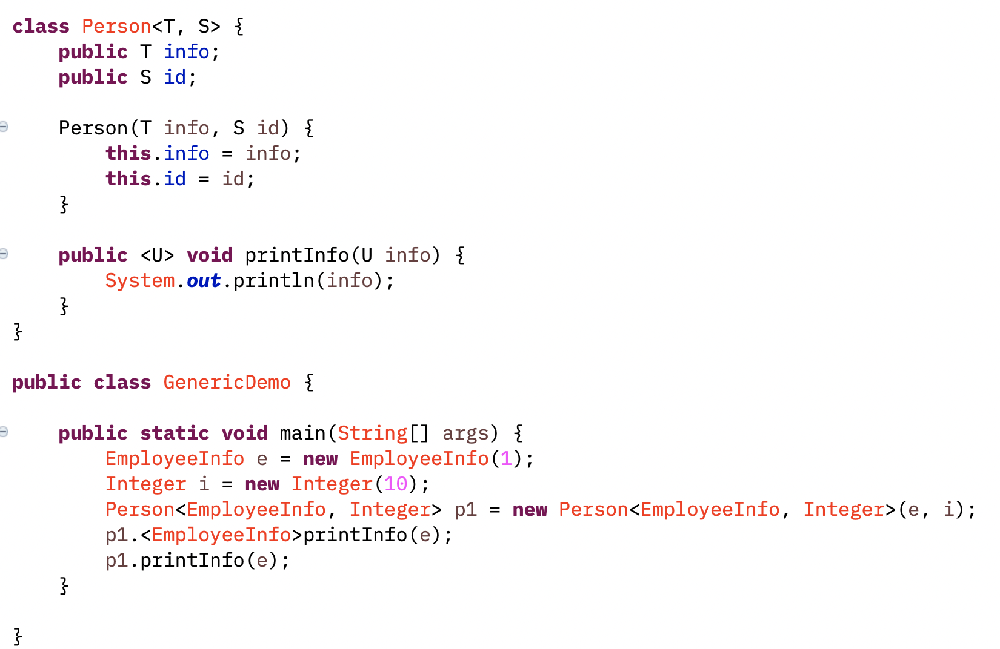 class Person<T, S> {
    public T info;
    public S id;

    Person(T info, S id) {
        this.info = info;
        this.id = id;
    }

    public <U> void printInfo(U info) {
        System.out.println(info);
    }
}

public class GenericDemo {

    public static void main(String[] args) {
        EmployeeInfo e = new EmployeeInfo(1);
        Integer i = new Integer(10);
        Person<EmployeeInfo, Integer> p1 = new Person<EmployeeInfo, Integer>(e, i);
        p1.<EmployeeInfo>printInfo(e);
        p1.printInfo(e);
    }

}